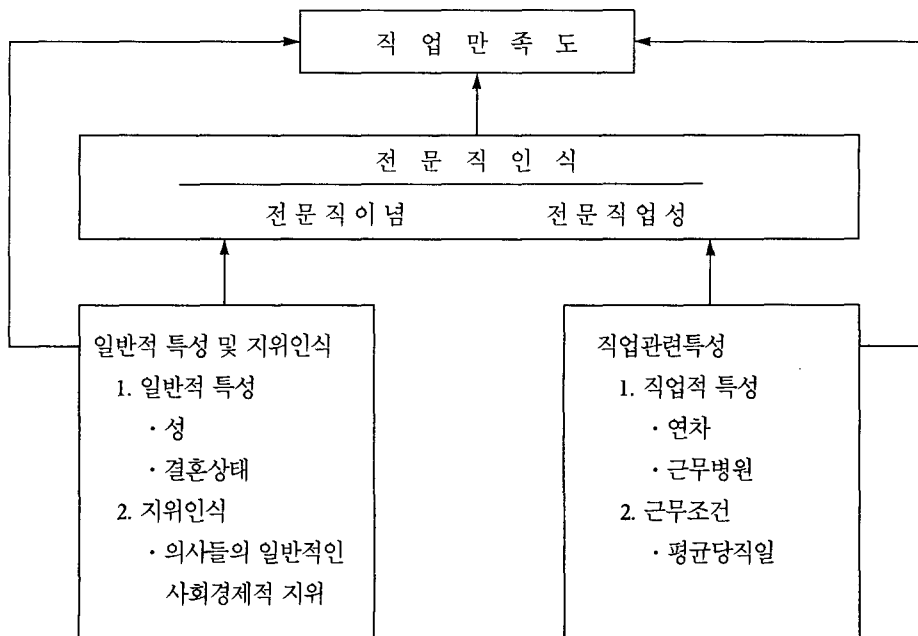 직 업 만 족 도
전 문 직 인 식
전 문 직 이 념 전 문 직 업 성
일반적 특성 및 지위인식
1. 일반적 특성
· 성
· 결혼상태
2. 지위인식
· 의사들의 일반적인
사회경제적 지위
직업관련특성
1. 직업적 특성
· 연차
· 근무병원
2. 근무조건
· 평균당직일